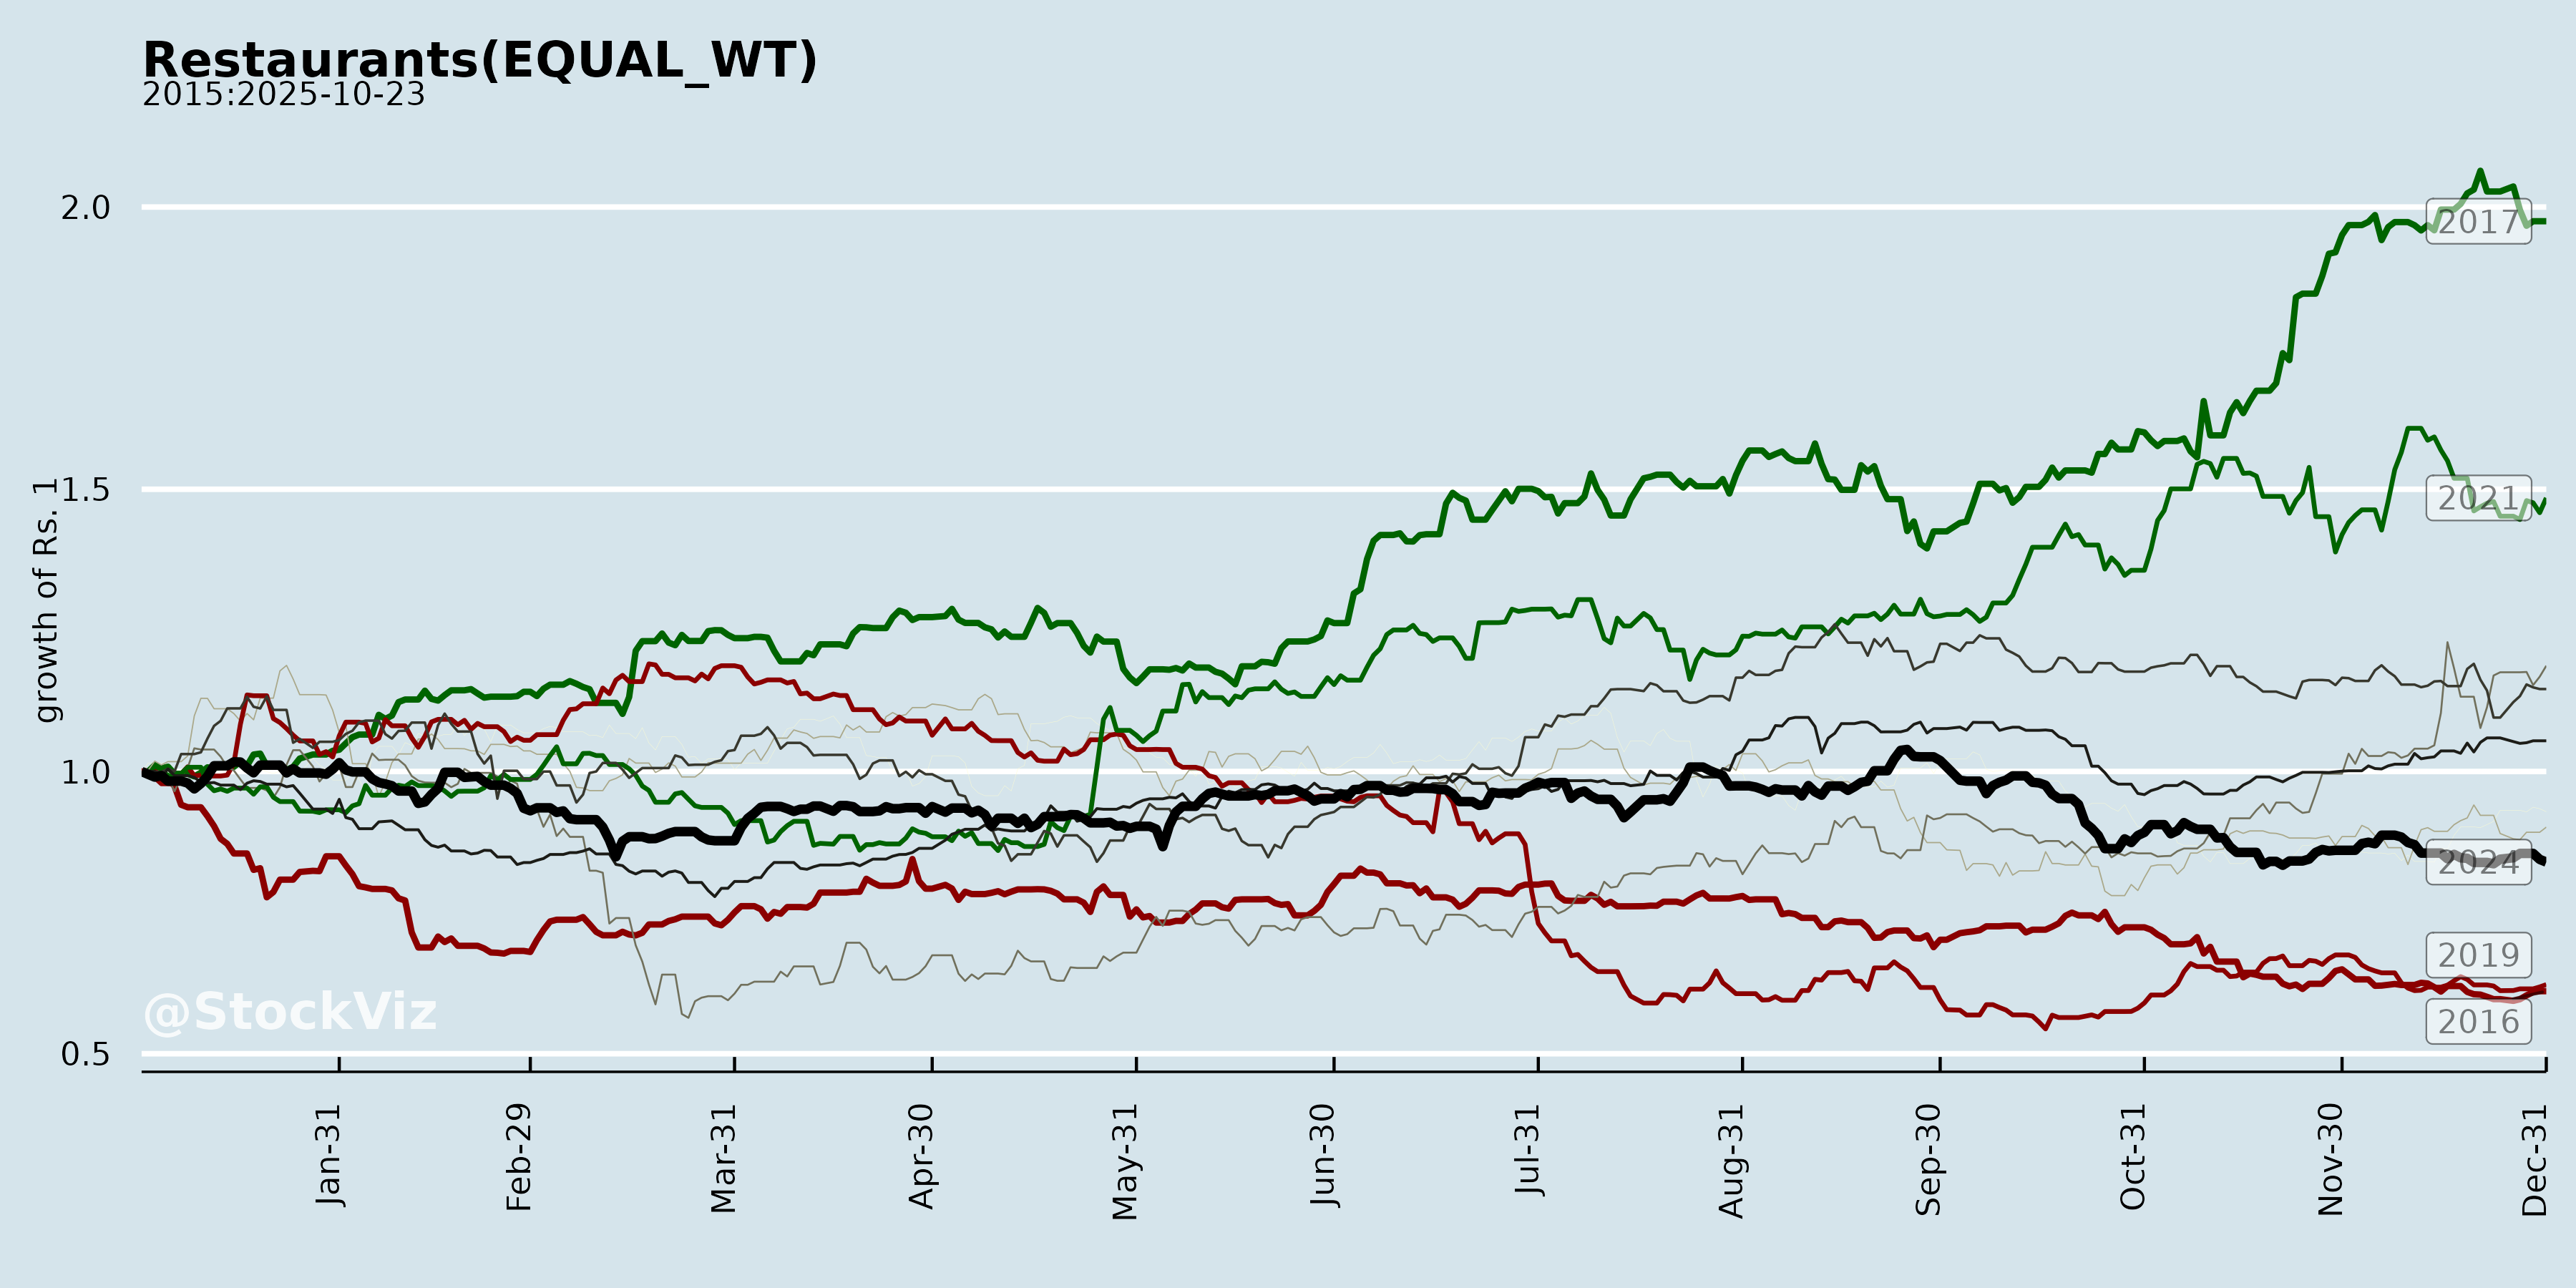 Restaurants(EQUAL_WT)
2015:2025-10-23
growth of Rs. 1
2.0
1.5
1.0
0.5
2017
2021
2024
2019
2016
@StockViz
Jan-31
Feb-29
Mar-31
Apr-30
May-31
Jun-30
Jul-31
Aug-31
Sep-30
Oct-31
Nov-30
Dec-31